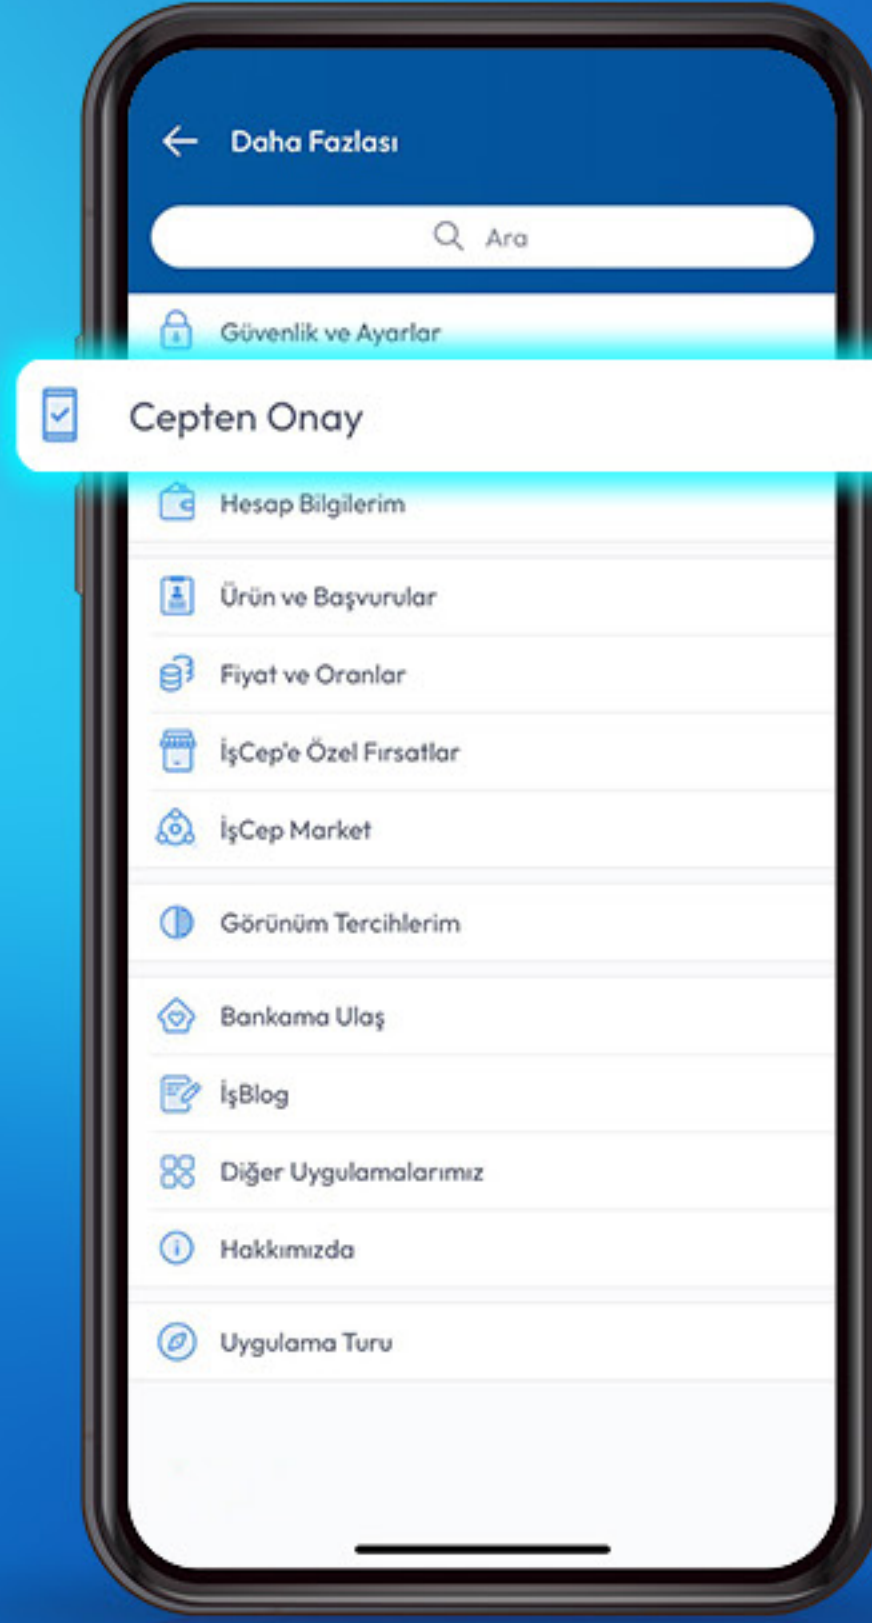 Daha Fazlası
Ara
Güvenlik ve Ayarlar
Cepten Onay
Hesap Bilgilerim
Ürün ve Başvurular
Fiyat ve Oranlar
İşCep'e Özel Fırsatlar
İşCep Market
Görünüm Tercihlerim
Bankama Ulaş
İşBlog
Diğer Uygulamalarımız
Hakkımızda
Uygulama Turu